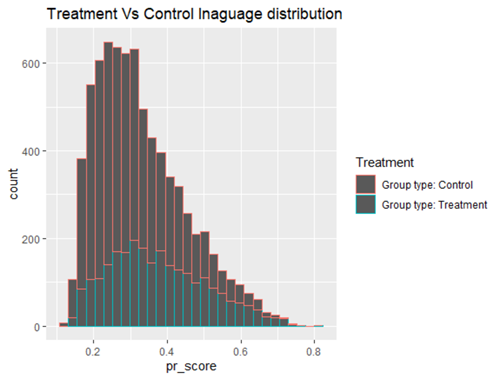 Treatment Vs Control lnaguage distribution
600
400
200
0
count
0.2 0.4 0.6 0.8
pr_score
Treatment
Group type: Control
Group type: Treatment